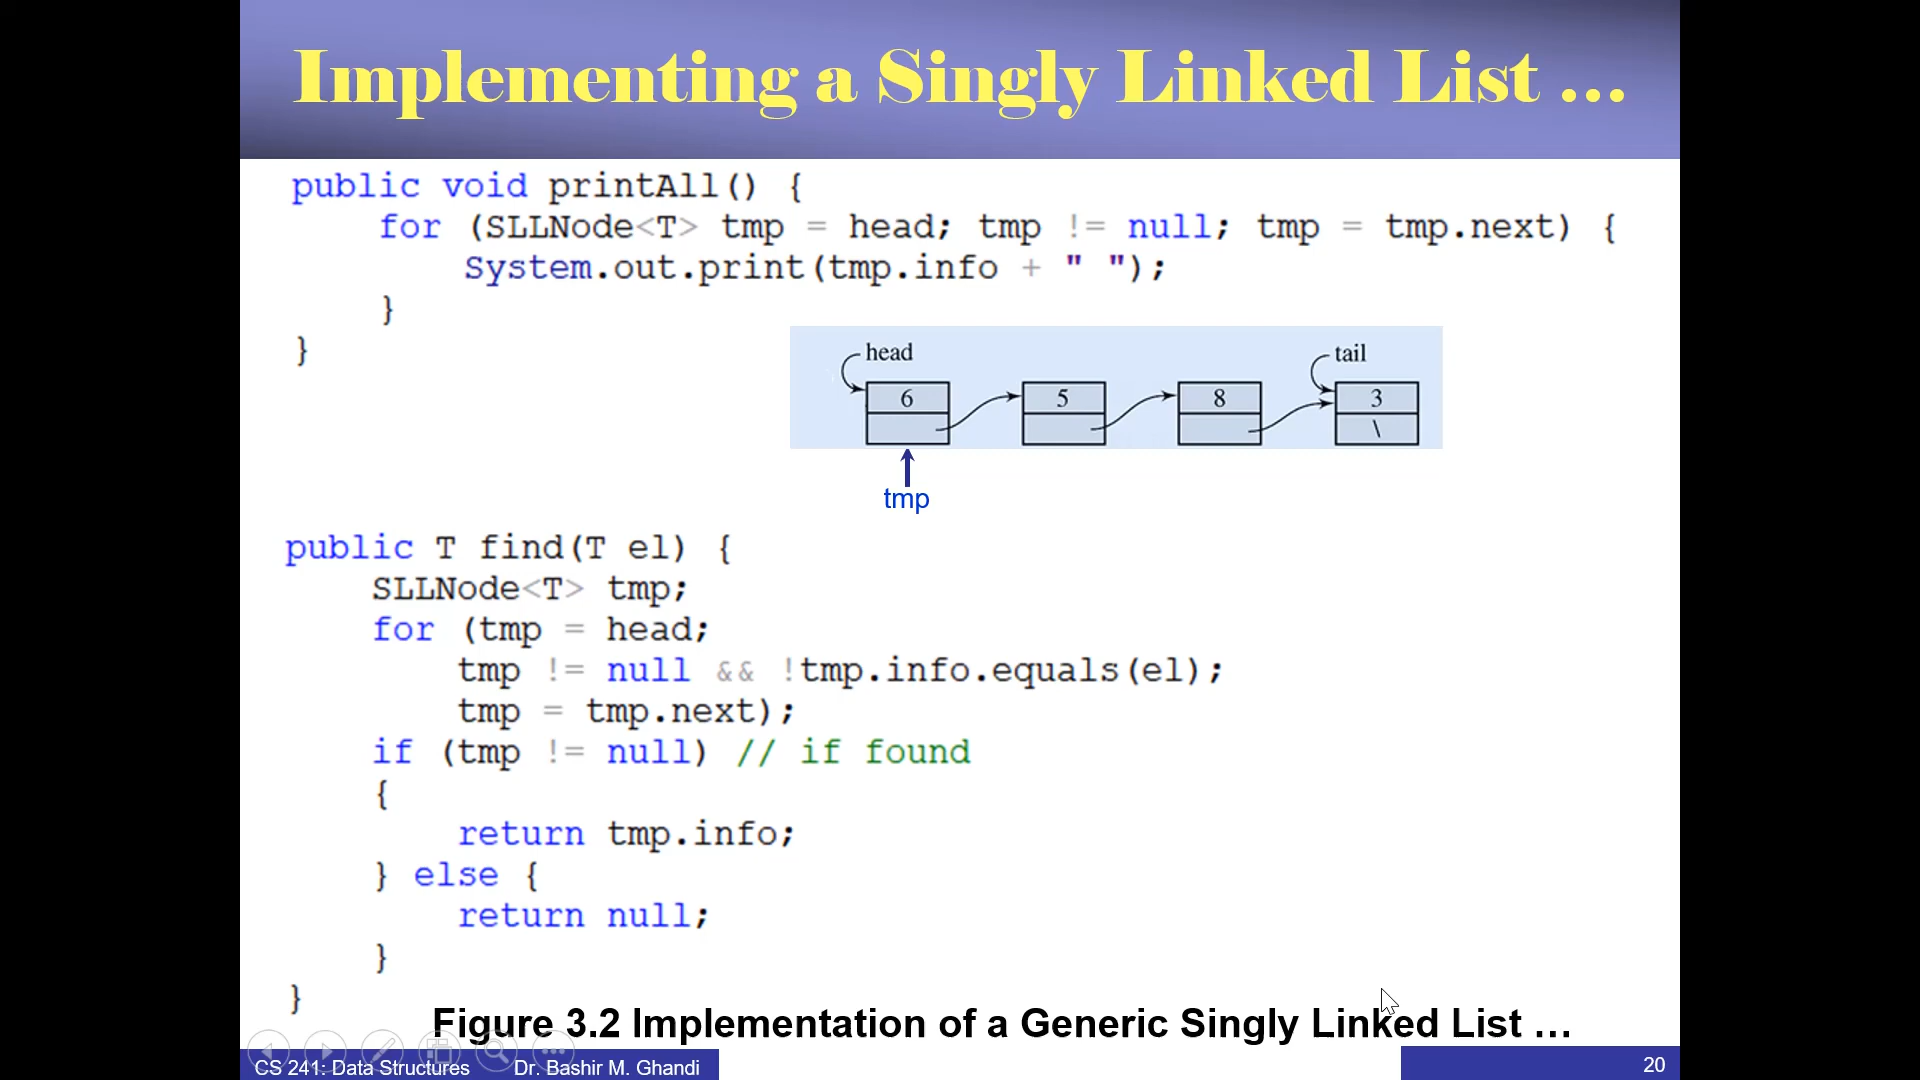 Implementing a Singly Linked List ...
public void printAll() {
for (SLLNode<T> tmp = head; tmp != null; tmp = tmp.next) {
System.out.print(tmp.info + " ");
}
}
head
tail
6
5
8
3
\
tmp
public T find(T el) {
SLLNode<T> tmp;
for (tmp = head;
tmp != null && !tmp.info.equals(el);
tmp = tmp.next);
if (tmp != null) // if found
{
return tmp.info;
} else {
return null;
}
}
Figure 3.2 Implementation of a Generic Singly Linked List ...
CS 241: Data Structures
Dr. Bashir M. Ghandi
20